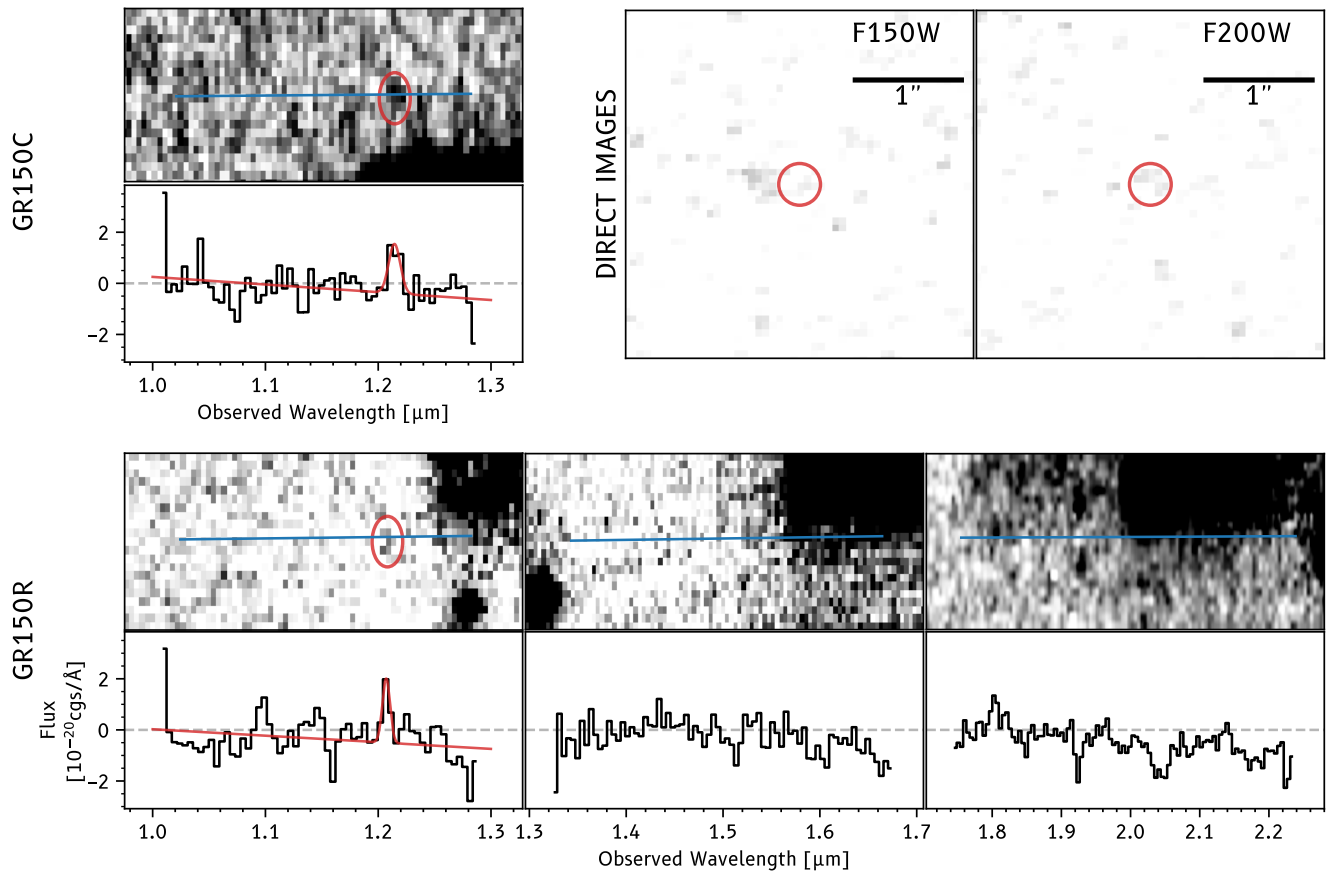 GR150C
2
0
−2
1.0 1.1 1.2 1.3
Observed Wavelength [μm]
DIRECT IMAGES
F150W
1″
F200W
1″
GR150R
Flux
[10⁻²⁰cgs/Å]
2
0
−2
1.0 1.1 1.2 1.3 1.3 1.4 1.5 1.6 1.7 1.8 1.9 2.0 2.1 2.2
Observed Wavelength [μm]